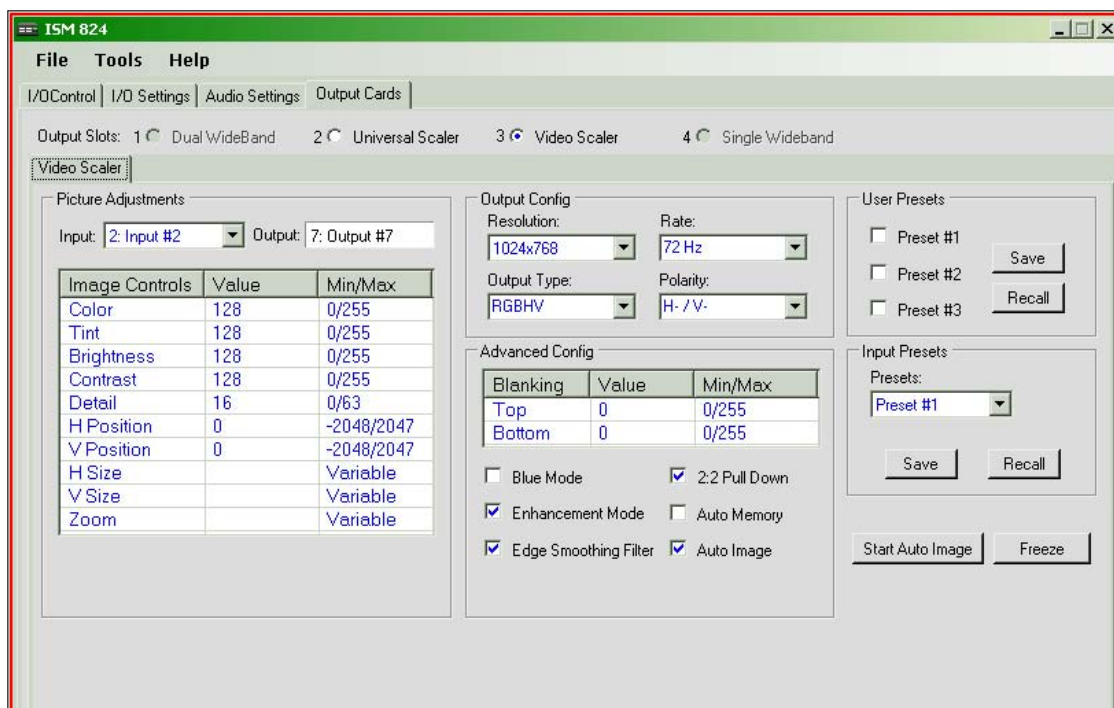 ISM 824
File Tools Help
I/OControl I/O Settings Audio Settings Output Cards
Output Slots: 1 Dual WideBand 2 Universal Scaler 3 Video Scaler 4 Single Wideband
Video Scaler
Picture Adjustments
Input: 2: Input #2 Output: 7: Output #7
Image Controls Value Min/Max
Color 128 0/255
Tint 128 0/255
Brightness 128 0/255
Contrast 128 0/255
Detail 16 0/63
H Position 0 -2048/2047
V Position 0 -2048/2047
H Size Variable
V Size Variable
Zoom Variable
Output Config
Resolution: Rate:
1024x768 72 Hz
Output Type: Polarity:
RGBHV H- / V-
Advanced Config
Blanking Value Min/Max
Top 0 0/255
Bottom 0 0/255
Blue Mode 2:2 Pull Down
Enhancement Mode Auto Memory
Edge Smoothing Filter Auto Image
User Presets
Preset #1
Preset #2
Preset #3
Save
Recall
Input Presets
Presets:
Preset #1
Save Recall
Start Auto Image Freeze